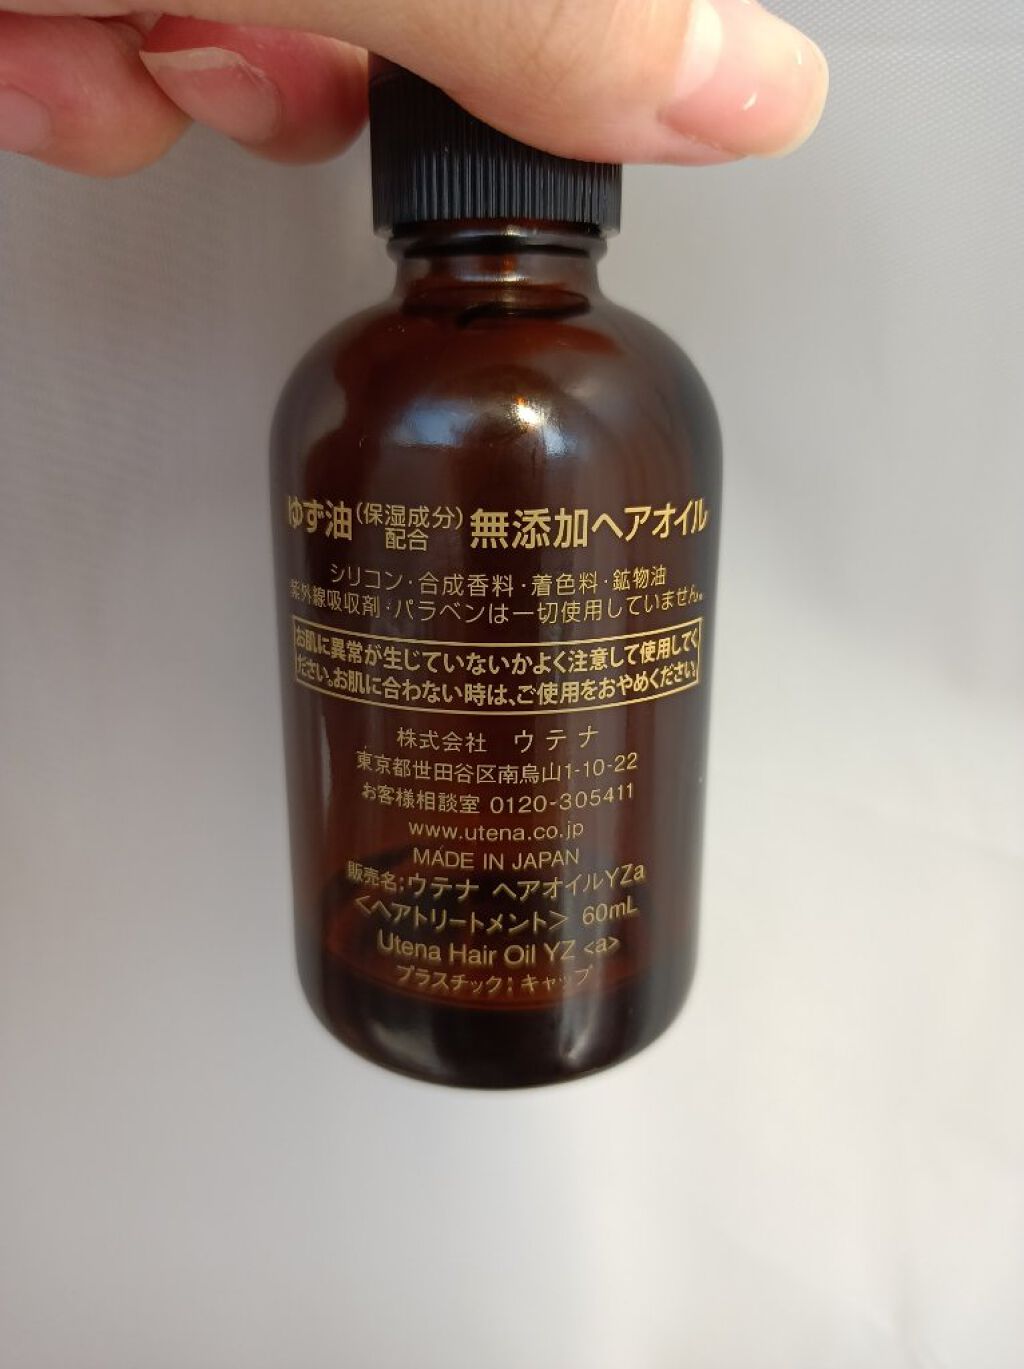 ゆず油(保湿成分)配合 無添加ヘアオイル
シリコン・合成香料・着色料・鉱物油
紫外線吸収剤・パラベンは一切使用していません。
お肌に異常が生じていないかよく注意して使用してく
ださい。お肌に合わない時は、ご使用をおやめください。
株式会社 ウテナ
東京都世田谷区南烏山1-10-22
お客様相談室 0120-305411
www.utena.co.jp
MADE IN JAPAN
販売名:ウテナ ヘアオイルYZa
<ヘアトリートメント> 60mL
Utena Hair Oil YZ <a>
プラスチック:キャップ